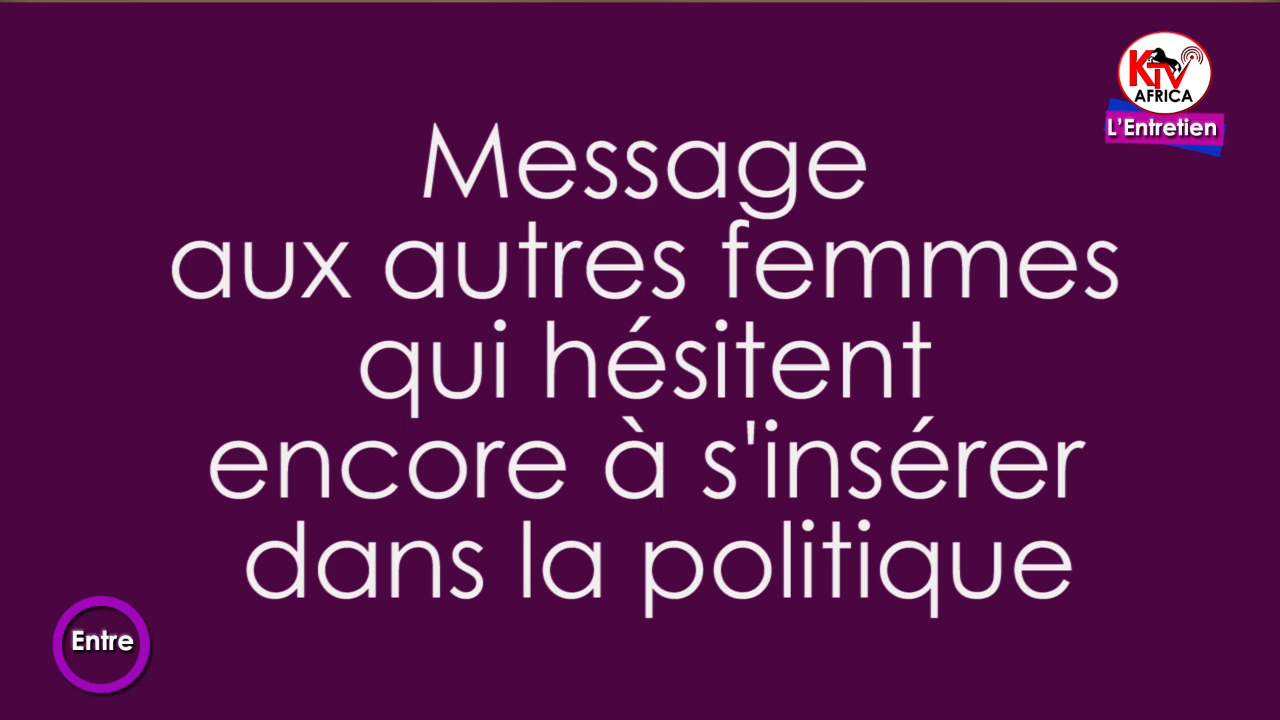 KTV
AFRICA
L'Entretien
Message
aux autres femmes
qui hésitent
encore à s'insérer
dans la politique
Entre